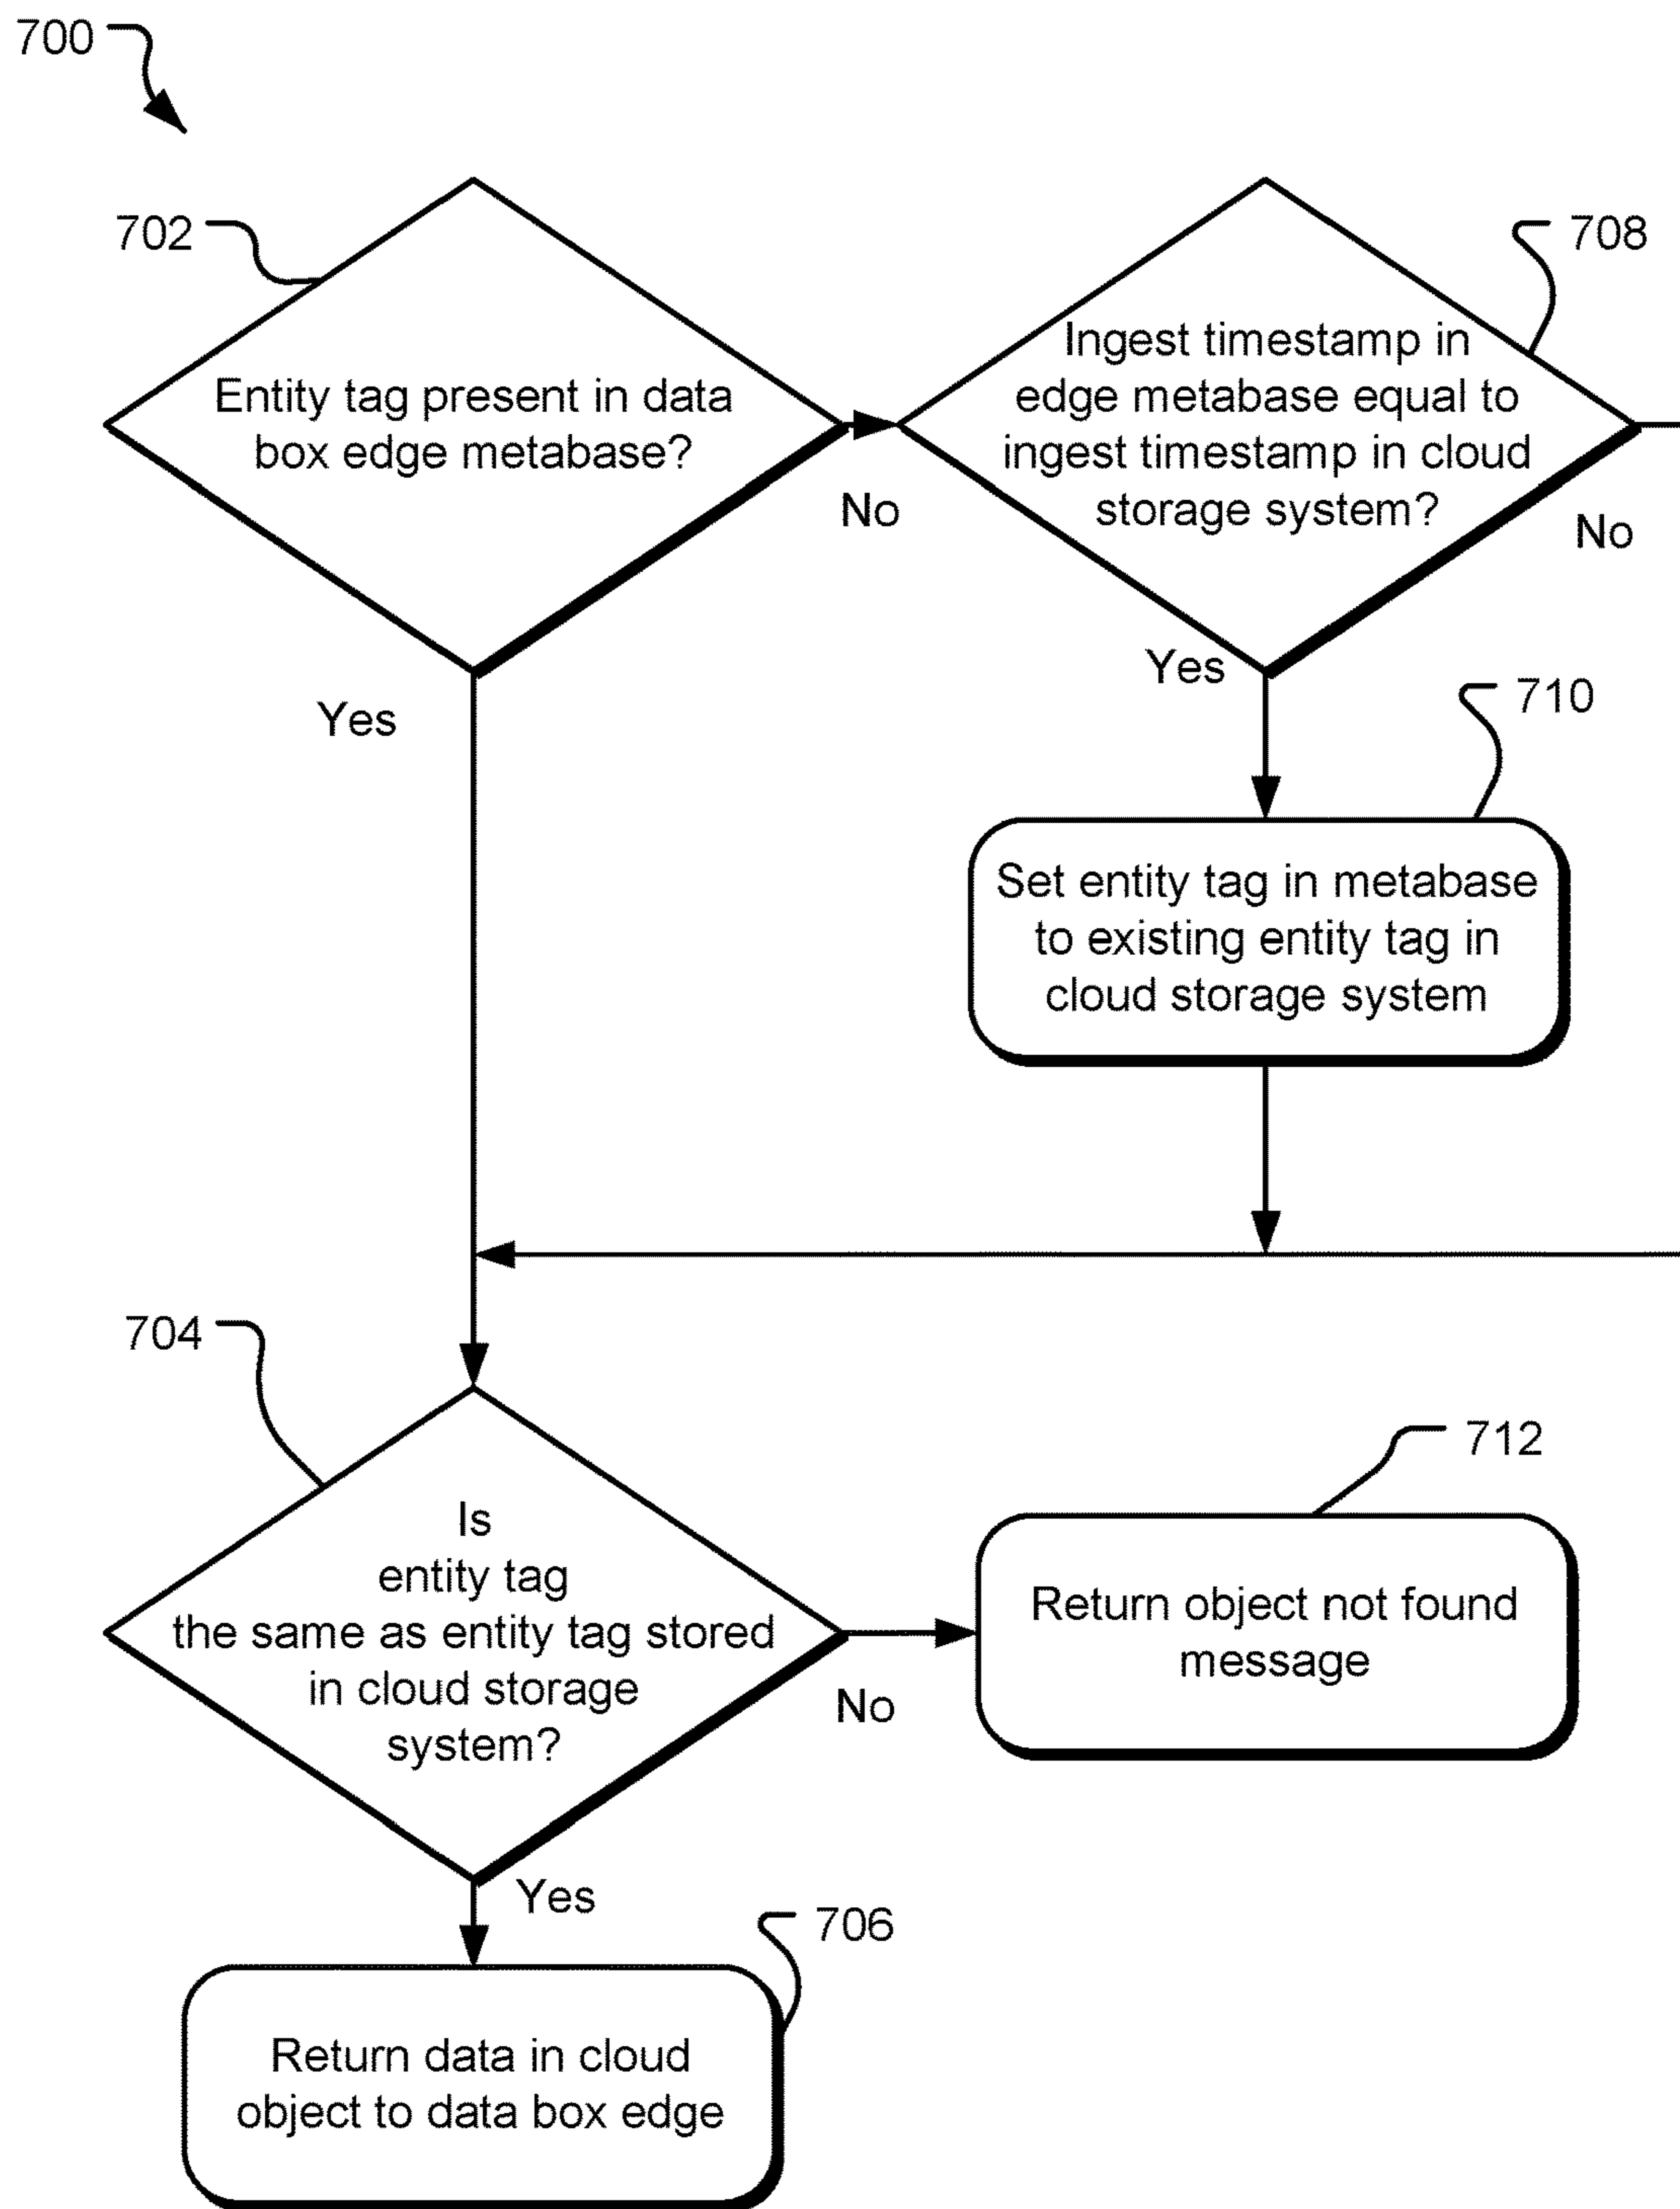 700
702
Entity tag present in data
box edge metabase?
No
Yes
708
Ingest timestamp in
edge metabase equal to
ingest timestamp in cloud
storage system?
No
Yes
710
Set entity tag in metabase
to existing entity tag in
cloud storage system
704
Is
entity tag
the same as entity tag stored
in cloud storage
system?
No
Yes
712
Return object not found
message
706
Return data in cloud
object to data box edge